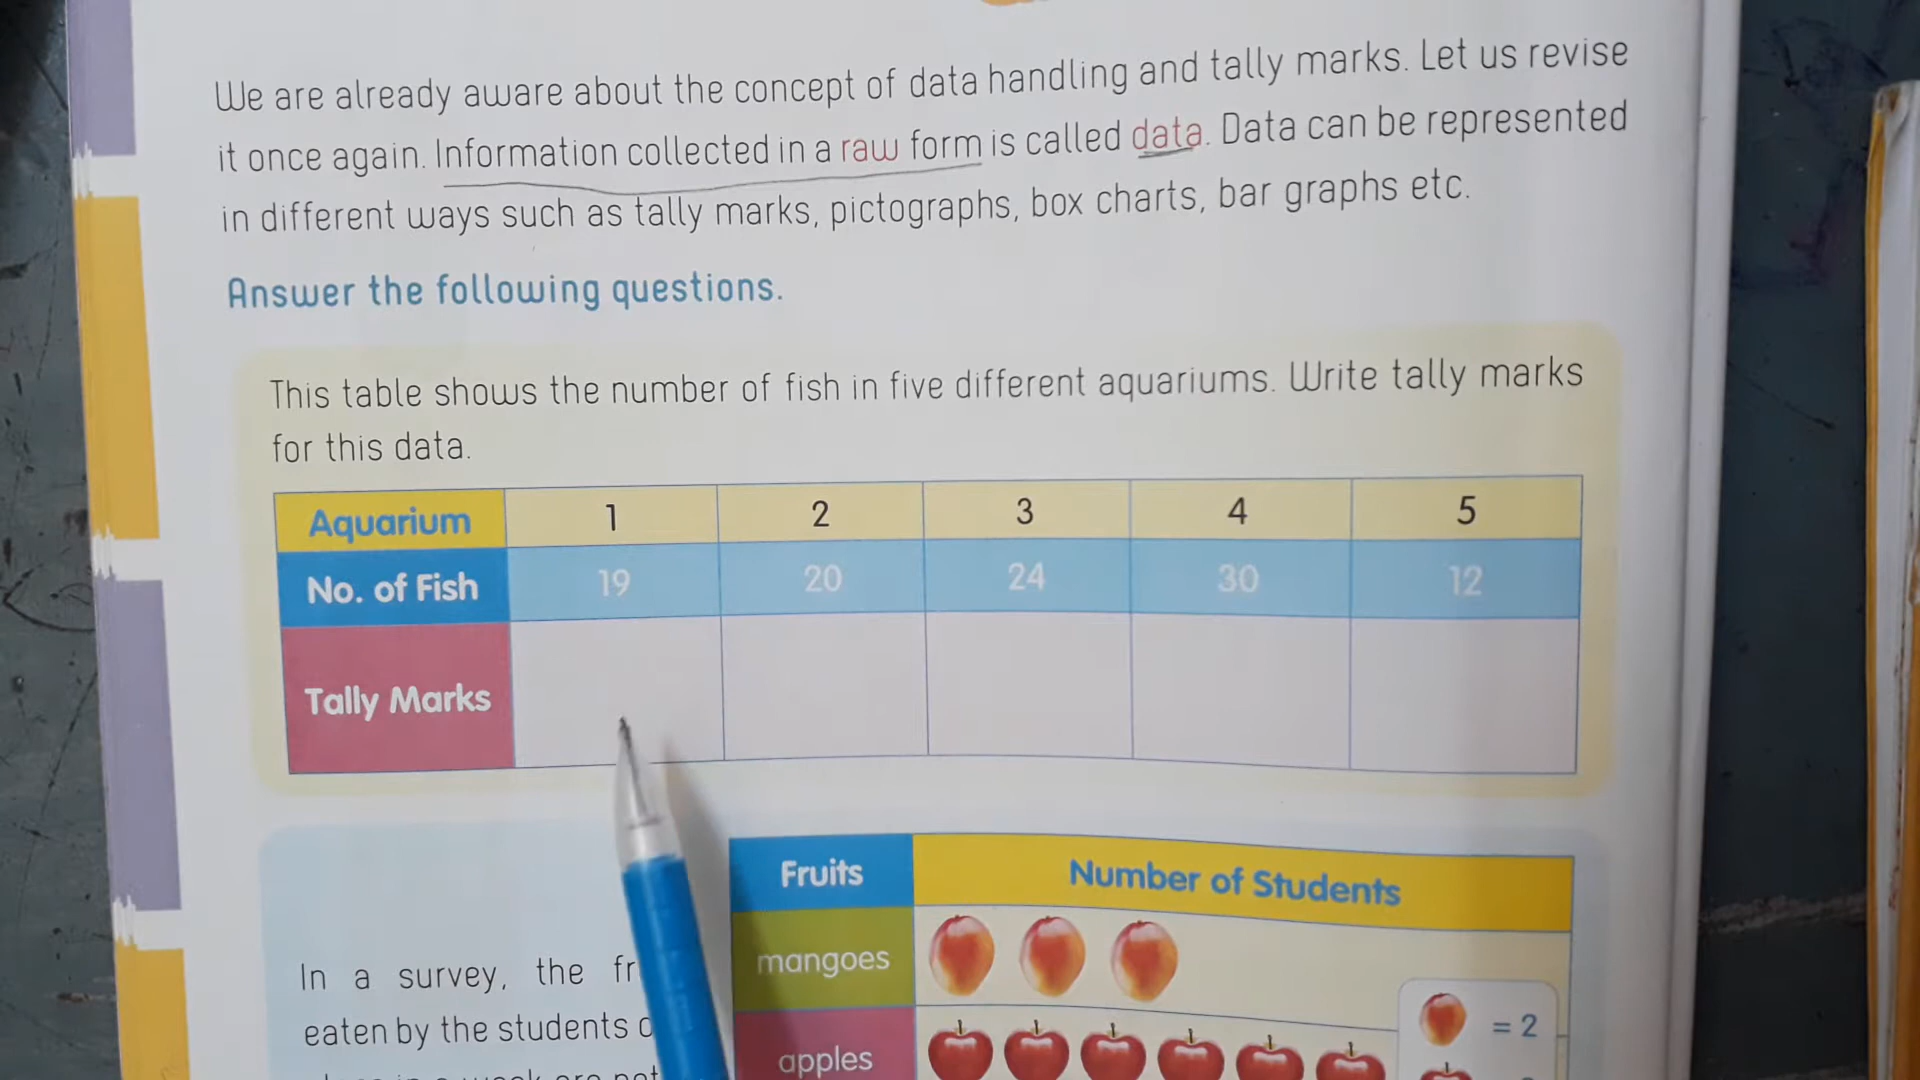 We are already aware about the concept of data handling and tally marks. Let us revise
it once again. Information collected in a raw form is called data. Data can be represented
in different ways such as tally marks, pictographs, box charts, bar graphs etc.
Answer the following questions.
This table shows the number of fish in five different aquariums. Write tally marks
for this data.
Aquarium 1 2 3 4 5
No. of Fish 19 20 24 30 12
Tally Marks
Fruits Number of Students
mangoes
In a survey, the
= 2
eaten by the students
apples